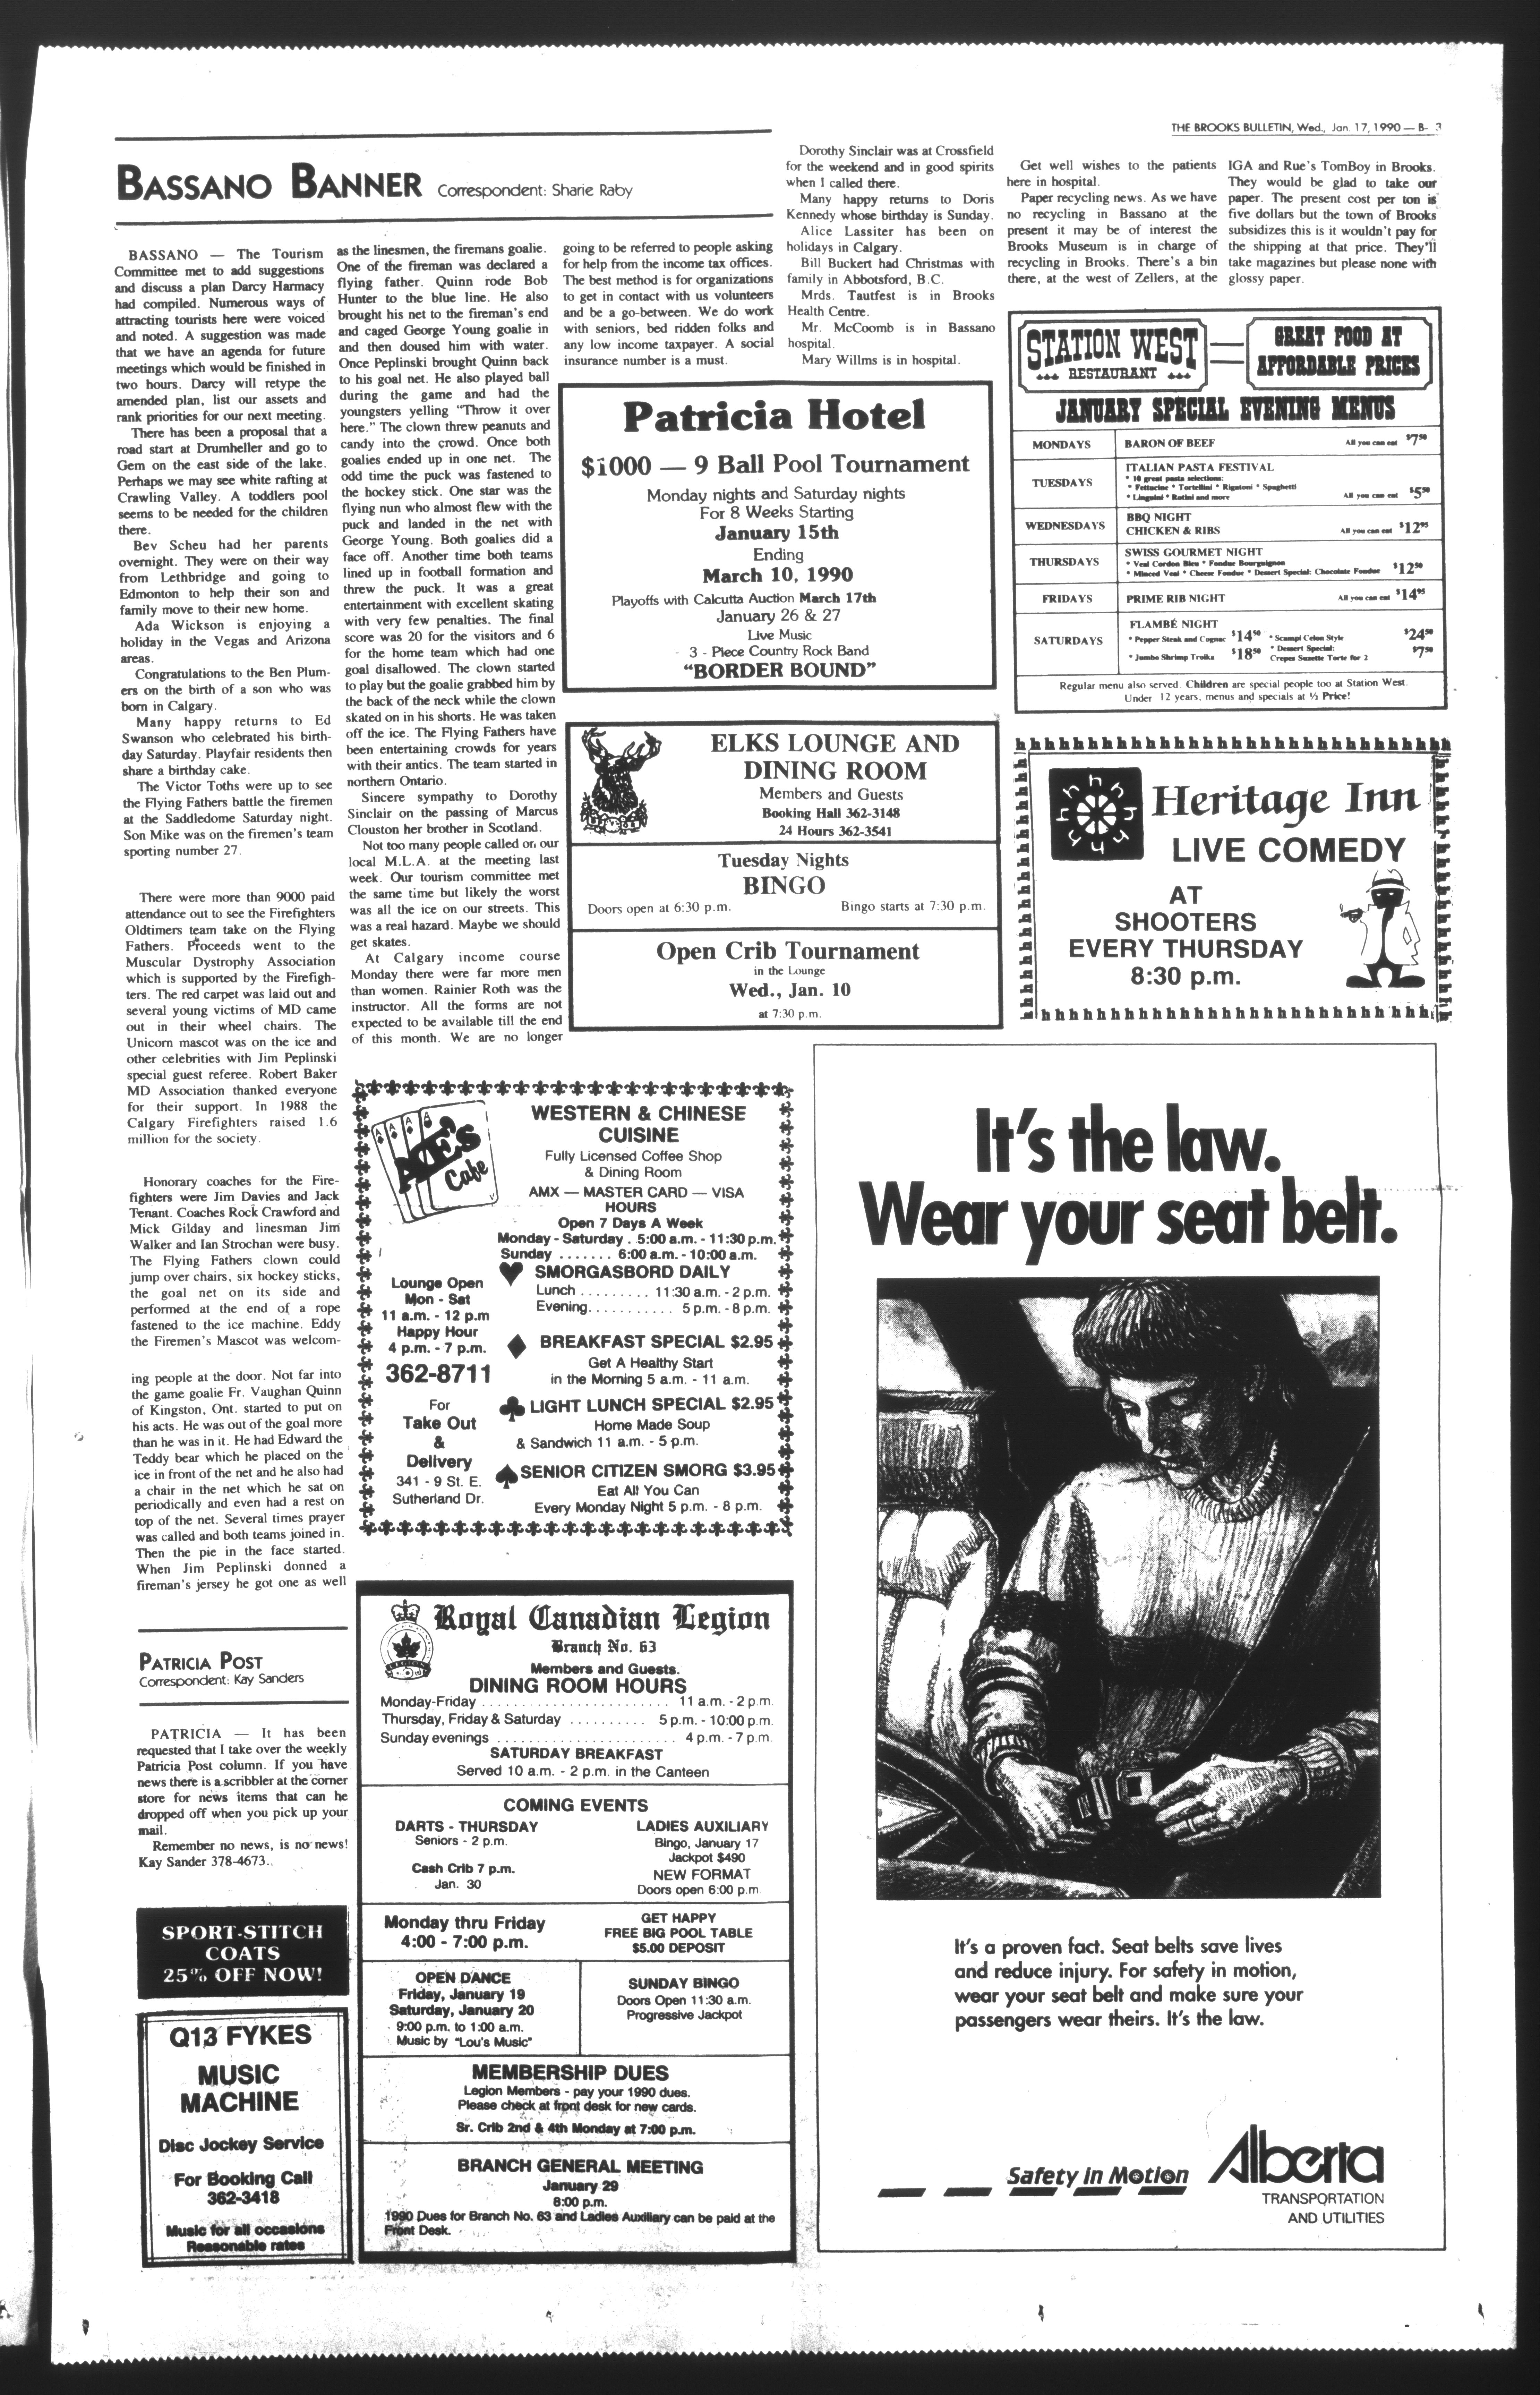 THE BROOKS BULLETIN, Wed., Jan. 17, 1990 — B- 3
BASSANO BANNER Correspondent: Sharie Raby
BASSANO — The Tourism
Committee met to add suggestions
and discuss a plan Darcy Harmacy
had compiled. Numerous ways of
attracting tourists here were voiced
and noted. A suggestion was made
that we have an agenda for future
meetings which would be finished in
two hours. Darcy will retype the
amended plan, list our assets and
rank priorities for our next meeting.
There has been a proposal that a
road start at Drumheller and go to
Gem on the east side of the lake.
Perhaps we may see white rafting at
Crawling Valley. A toddlers pool
seems to be needed for the children
there.
Bev Scheu had her parents
overnight. They were on their way
from Lethbridge and going to
Edmonton to help their son and
family move to their new home.
Ada Wickson is enjoying a
holiday in the Vegas and Arizona
areas.
Congratulations to the Ben Plum-
ers on the birth of a son who was
born in Calgary.
Many happy returns to Ed
Swanson who celebrated his birth-
day Saturday. Playfair residents then
share a birthday cake.
The Victor Toths were up to see
the Flying Fathers battle the firemen
at the Saddledome Saturday night.
Son Mike was on the firemen's team
sporting number 27.
There were more than 9000 paid
attendance out to see the Firefighters
Oldtimers team take on the Flying
Fathers. Proceeds went to the
Muscular Dystrophy Association
which is supported by the Firefigh-
ters. The red carpet was laid out and
several young victims of MD came
out in their wheel chairs. The
Unicorn mascot was on the ice and
other celebrities with Jim Peplinski
special guest referee. Robert Baker
MD Association thanked everyone
for their support. In 1988 the
Calgary Firefighters raised 1.6
million for the society.
Honorary coaches for the Fire-
fighters were Jim Davies and Jack
Tenant. Coaches Rock Crawford and
Mick Gilday and linesman Jim
Walker and Ian Strochan were busy.
The Flying Fathers clown could
jump over chairs, six hockey sticks,
the goal net on its side and
performed at the end of a rope
fastened to the ice machine. Eddy
the Firemen's Mascot was welcom-
ing people at the door. Not far into
the game goalie Fr. Vaughan Quinn
of Kingston, Ont. started to put on
his acts. He was out of the goal more
than he was in it. He had Edward the
Teddy bear which he placed on the
ice in front of the net and he also had
a chair in the net which he sat on
periodically and even had a rest on
top of the net. Several times prayer
was called and both teams joined in.
Then the pie in the face started.
When Jim Peplinski donned a
fireman's jersey he got one as well
as the linesmen, the firemans goalie.
One of the fireman was declared a
flying father. Quinn rode Bob
Hunter to the blue line. He also
brought his net to the fireman's end
and caged George Young goalie in
and then doused him with water.
Once Peplinski brought Quinn back
to his goal net. He also played ball
during the game and had the
youngsters yelling "Throw it over
here." The clown threw peanuts and
candy into the crowd. Once both
goalies ended up in one net. The
odd time the puck was fastened to
the hockey stick. One star was the
flying nun who almost flew with the
puck and landed in the net with
George Young. Both goalies did a
face off. Another time both teams
lined up in football formation and
threw the puck. It was a great
entertainment with excellent skating
with very few penalties. The final
score was 20 for the visitors and 6
for the home team which had one
goal disallowed. The clown started
to play but the goalie grabbed him by
the back of the neck while the clown
skated on in his shorts. He was taken
off the ice. The Flying Fathers have
been entertaining crowds for years
with their antics. The team started in
northern Ontario.
Sincere sympathy to Dorothy
Sinclair on the passing of Marcus
Clouston her brother in Scotland.
Not too many people called on our
local M.L.A. at the meeting last
week. Our tourism committee met
the same time but likely the worst
was all the ice on our streets. This
was a real hazard. Maybe we should
get skates.
At Calgary income course
Monday there were far more men
than women. Rainier Roth was the
instructor. All the forms are not
expected to be available till the end
of this month. We are no longer
going to be referred to people asking
for help from the income tax offices.
The best method is for organizations
to get in contact with us volunteers
and be a go-between. We do work
with seniors, bed ridden folks and
any low income taxpayer. A social
insurance number is a must.
Dorothy Sinclair was at Crossfield
for the weekend and in good spirits
when I called there.
Many happy returns to Doris
Kennedy whose birthday is Sunday.
Alice Lassiter has been on
holidays in Calgary.
Bill Buckert had Christmas with
family in Abbotsford, B.C.
Mrds. Tautfest is in Brooks
Health Centre.
Mr. McCoomb is in Bassano
hospital.
Mary Willms is in hospital.
Get well wishes to the patients
here in hospital.
Paper recycling news. As we have
no recycling in Bassano at the
present it may be of interest the
Brooks Museum is in charge of
recycling in Brooks. There's a bin
there, at the west of Zellers, at the
IGA and Rue's TomBoy in Brooks.
They would be glad to take our
paper. The present cost per ton is
five dollars but the town of Brooks
subsidizes this is it wouldn't pay for
the shipping at that price. They'll
take magazines but please none with
glossy paper.
Patricia Hotel
$1000 — 9 Ball Pool Tournament
Monday nights and Saturday nights
For 8 Weeks Starting
January 15th
Ending
March 10, 1990
Playoffs with Calcutta Auction March 17th
January 26 & 27
Live Music
3 - Piece Country Rock Band
"BORDER BOUND"
STATION WEST
RESTAURANT
GREAT FOOD AT
AFFORDABLE PRICES
JANUARY SPECIAL EVENING MENUS
MONDAYS BARON OF BEEF All you can eat $7.50
TUESDAYS ITALIAN PASTA FESTIVAL
* 10 great pasta selections:
* Fettucine * Tortellini * Rigatoni * Spaghetti
* Linguini * Rotini and more All you can eat $5.50
WEDNESDAYS BBQ NIGHT
CHICKEN & RIBS All you can eat $12.95
THURSDAYS SWISS GOURMET NIGHT
* Veal Cordon Bleu * Fondue Bourguignon
* Minced Veal * Cheese Fondue * Dessert Special: Chocolate Fondue $12.50
FRIDAYS PRIME RIB NIGHT All you can eat $14.95
SATURDAYS FLAMBÉ NIGHT
* Pepper Steak and Cognac $14.50 * Scampi Celon Style $24.50
* Jumbo Shrimp Troika $18.50 * Dessert Special:
Crepes Suzette Torte for 2 $7.50
Regular menu also served. Children are special people too at Station West.
Under 12 years, menus and specials at ½ Price!
ELKS LOUNGE AND
DINING ROOM
Members and Guests
Booking Hall 362-3148
24 Hours 362-3541
Tuesday Nights
BINGO
Doors open at 6:30 p.m. Bingo starts at 7:30 p.m.
Open Crib Tournament
in the Lounge
Wed., Jan. 10
at 7:30 p.m.
Heritage Inn
LIVE COMEDY
AT
SHOOTERS
EVERY THURSDAY
8:30 p.m.
ACE'S
Cafe
WESTERN & CHINESE
CUISINE
Fully Licensed Coffee Shop
& Dining Room
AMX — MASTER CARD — VISA
HOURS
Open 7 Days A Week
Monday - Saturday . . 5:00 a.m. - 11:30 p.m.
Sunday ....... 6:00 a.m. - 10:00 a.m.
SMORGASBORD DAILY
Lunch ......... 11:30 a.m. - 2 p.m.
Evening........... 5 p.m. - 8 p.m.
BREAKFAST SPECIAL $2.95
Get A Healthy Start
in the Morning 5 a.m. - 11 a.m.
LIGHT LUNCH SPECIAL $2.95
Home Made Soup
& Sandwich 11 a.m. - 5 p.m.
SENIOR CITIZEN SMORG $3.95
Eat All You Can
Every Monday Night 5 p.m. - 8 p.m.
Lounge Open
Mon - Sat
11 a.m. - 12 p.m
Happy Hour
4 p.m. - 7 p.m.
362-8711
For
Take Out
&
Delivery
341 - 9 St. E.
Sutherland Dr.
It's the law.
Wear your seat belt.
It's a proven fact. Seat belts save lives
and reduce injury. For safety in motion,
wear your seat belt and make sure your
passengers wear theirs. It's the law.
Safety in Motion
Alberta
TRANSPORTATION
AND UTILITIES
PATRICIA POST
Correspondent: Kay Sanders
PATRICIA — It has been
requested that I take over the weekly
Patricia Post column. If you have
news there is a scribbler at the corner
store for news items that can be
dropped off when you pick up your
mail.
Remember no news, is no news!
Kay Sander 378-4673.
SPORT-STITCH
COATS
25% OFF NOW!
Q13 FYKES
MUSIC
MACHINE
Disc Jockey Service
For Booking Call
362-3418
Music for all occasions
Reasonable rates
Royal Canadian Legion
Branch No. 63
Members and Guests.
DINING ROOM HOURS
Monday-Friday ........................ 11 a.m. - 2 p.m.
Thursday, Friday & Saturday .......... 5 p.m. - 10:00 p.m.
Sunday evenings ....................... 4 p.m. - 7 p.m.
SATURDAY BREAKFAST
Served 10 a.m. - 2 p.m. in the Canteen
COMING EVENTS
DARTS - THURSDAY
Seniors - 2 p.m.
Cash Crib 7 p.m.
Jan. 30
LADIES AUXILIARY
Bingo, January 17
Jackpot $490
NEW FORMAT
Doors open 6:00 p.m.
Monday thru Friday
4:00 - 7:00 p.m.
GET HAPPY
FREE BIG POOL TABLE
$5.00 DEPOSIT
OPEN DANCE
Friday, January 19
Saturday, January 20
9:00 p.m. to 1:00 a.m.
Music by "Lou's Music"
SUNDAY BINGO
Doors Open 11:30 a.m.
Progressive Jackpot
MEMBERSHIP DUES
Legion Members - pay your 1990 dues.
Please check at front desk for new cards.
Sr. Crib 2nd & 4th Monday at 7:00 p.m.
BRANCH GENERAL MEETING
January 29
8:00 p.m.
1990 Dues for Branch No. 63 and Ladies Auxiliary can be paid at the
Front Desk.